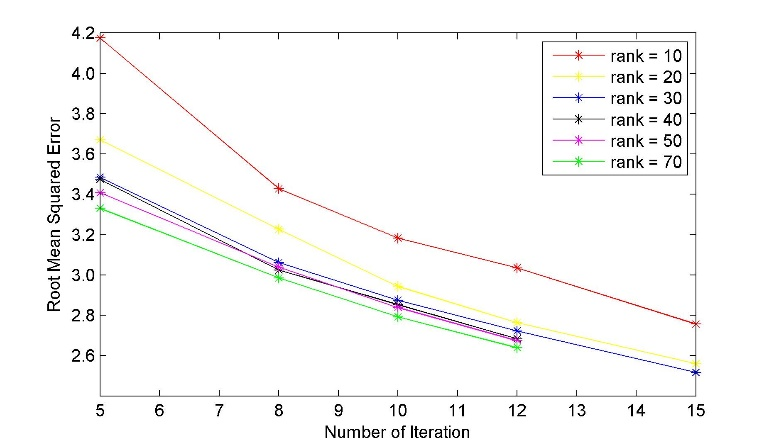 4.2
4.0
3.8
3.6
3.4
3.2
3.0
2.8
2.6
Root Mean Squared Error
rank = 10
rank = 20
rank = 30
rank = 40
rank = 50
rank = 70
5 6 7 8 9 10 11 12 13 14 15
Number of Iteration